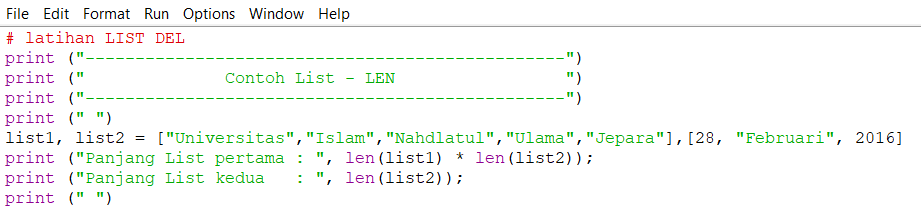 File Edit Format Run Options Window Help
# latihan LIST DEL
print ("------------------------------------------------")
print ("              Contoh List - LEN                 ")
print ("------------------------------------------------")
print (" ")
list1, list2 = ["Universitas","Islam","Nahdlatul","Ulama","Jepara"],[28, "Februari", 2016]
print ("Panjang List pertama : ", len(list1) * len(list2));
print ("Panjang List kedua   : ", len(list2));
print (" ")